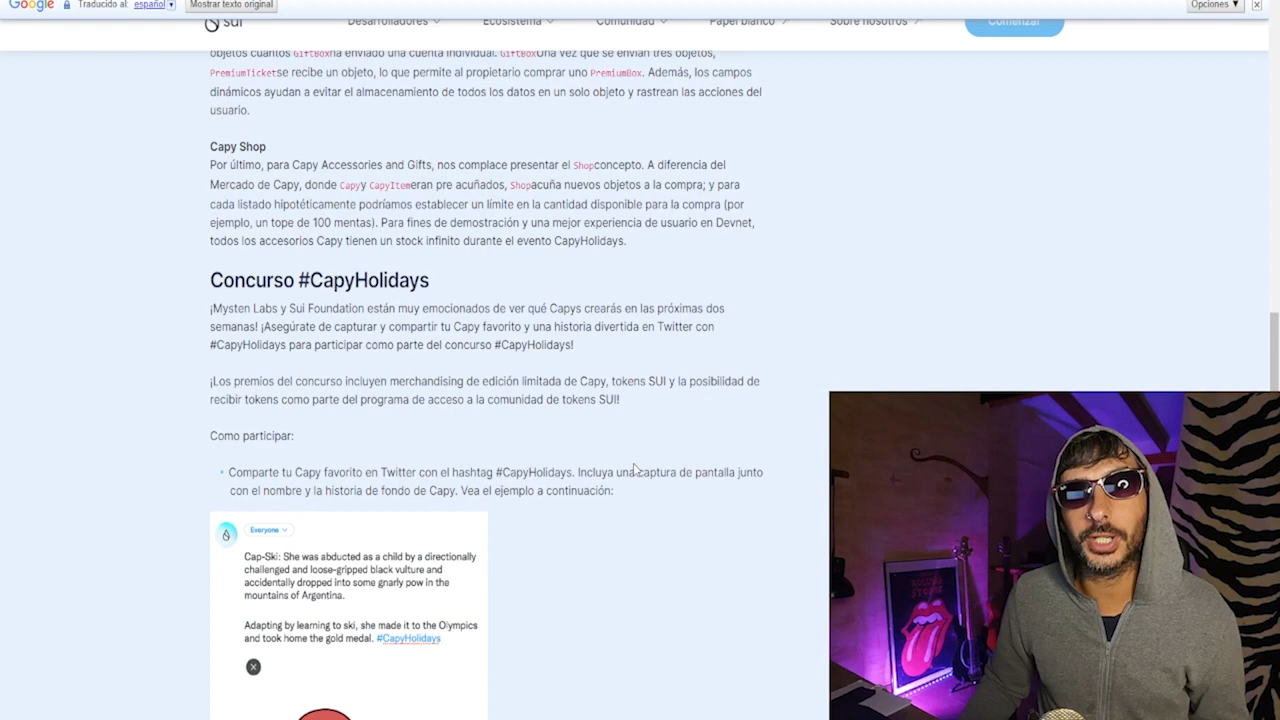 Google Traducido al: español Mostrar texto original Opciones ▼
sui Desarrolladores Ecosistema Comunidad Papel blanco Sobre nosotros Comenzar
objetos cuantos GiftBoxha enviado una cuenta individual. GiftBoxUna vez que se envían tres objetos,
PremiumTicketse recibe un objeto, lo que permite al propietario comprar uno PremiumBox. Además, los campos
dinámicos ayudan a evitar el almacenamiento de todos los datos en un solo objeto y rastrean las acciones del
usuario.
Capy Shop
Por último, para Capy Accessories and Gifts, nos complace presentar el Shopconcepto. A diferencia del
Mercado de Capy, donde Capyy CapyItemeran pre acuñados, Shopacuña nuevos objetos a la compra; y para
cada listado hipotéticamente podríamos establecer un límite en la cantidad disponible para la compra (por
ejemplo, un tope de 100 mentas). Para fines de demostración y una mejor experiencia de usuario en Devnet,
todos los accesorios Capy tienen un stock infinito durante el evento CapyHolidays.
Concurso #CapyHolidays
¡Mysten Labs y Sui Foundation están muy emocionados de ver qué Capys crearás en las próximas dos
semanas! ¡Asegúrate de capturar y compartir tu Capy favorito y una historia divertida en Twitter con
#CapyHolidays para participar como parte del concurso #CapyHolidays!
¡Los premios del concurso incluyen merchandising de edición limitada de Capy, tokens SUI y la posibilidad de
recibir tokens como parte del programa de acceso a la comunidad de tokens SUI!
Como participar:
Comparte tu Capy favorito en Twitter con el hashtag #CapyHolidays. Incluya una captura de pantalla junto
con el nombre y la historia de fondo de Capy. Vea el ejemplo a continuación:
Everyone
Cap-Ski: She was abducted as a child by a directionally
challenged and loose-gripped black vulture and
accidentally dropped into some gnarly pow in the
mountains of Argentina.
Adapting by learning to ski, she made it to the Olympics
and took home the gold medal. #CapyHolidays